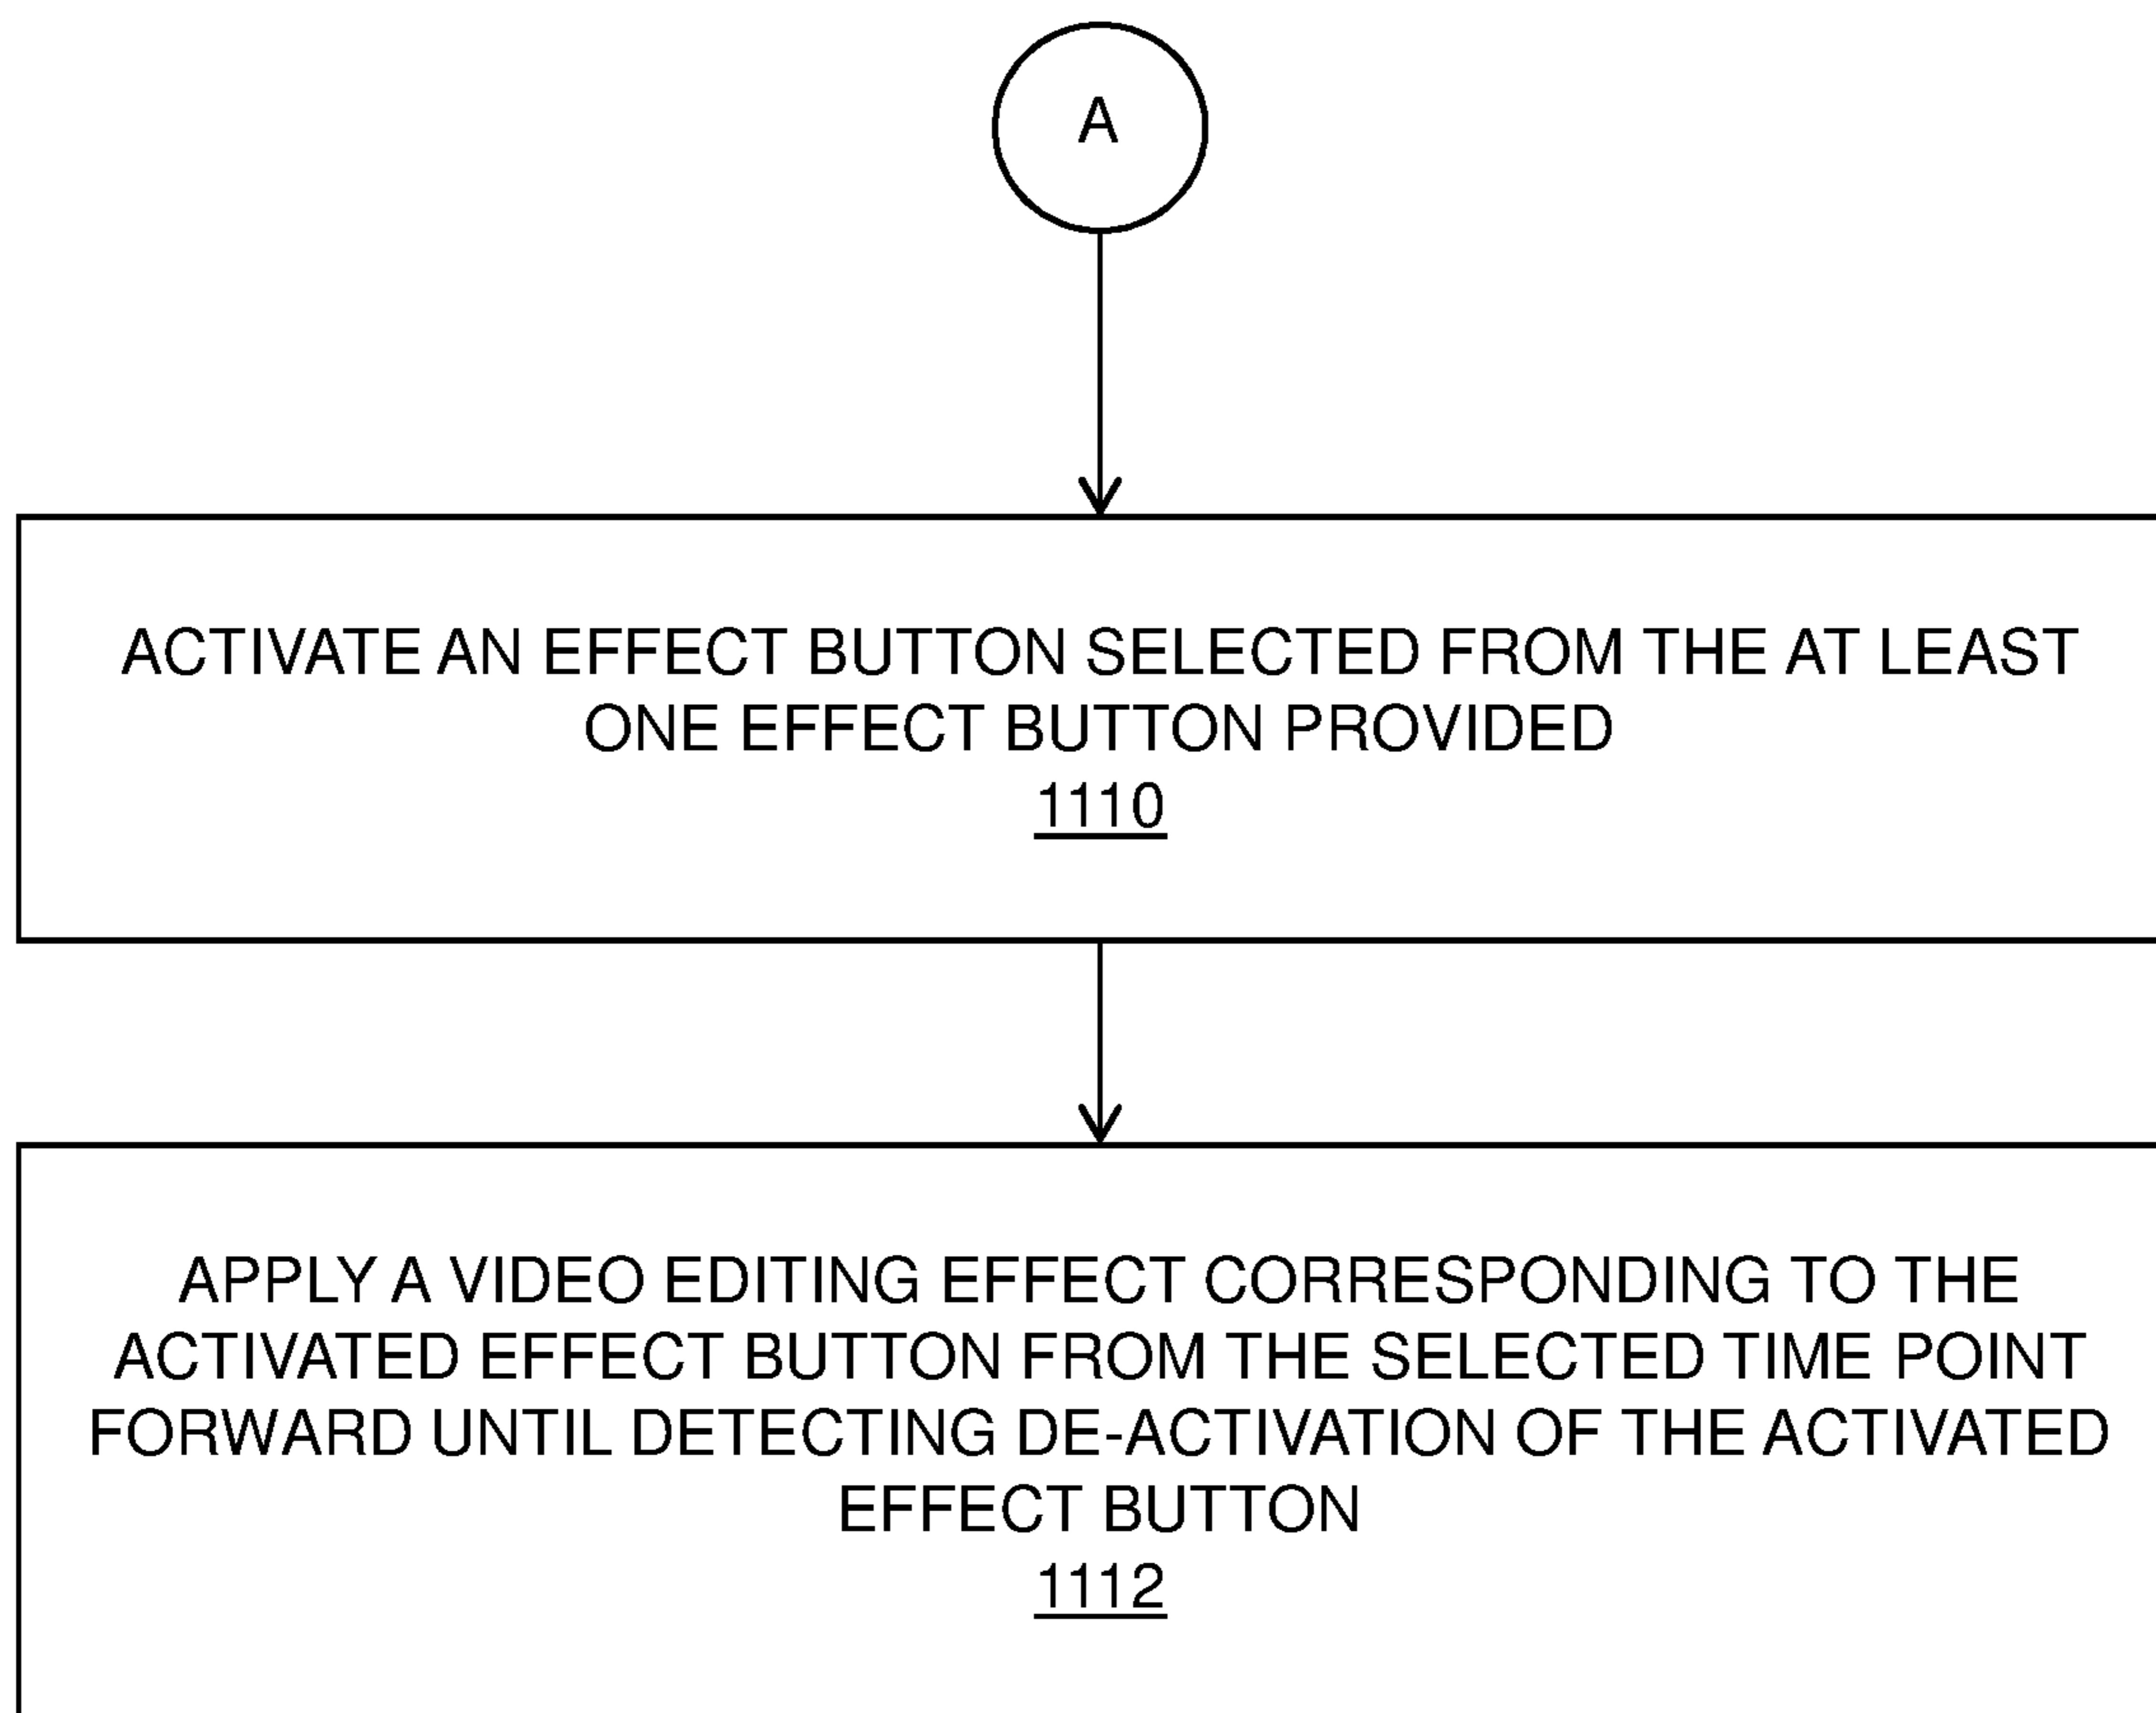 A
ACTIVATE AN EFFECT BUTTON SELECTED FROM THE AT LEAST
ONE EFFECT BUTTON PROVIDED
1110
APPLY A VIDEO EDITING EFFECT CORRESPONDING TO THE
ACTIVATED EFFECT BUTTON FROM THE SELECTED TIME POINT
FORWARD UNTIL DETECTING DE-ACTIVATION OF THE ACTIVATED
EFFECT BUTTON
1112